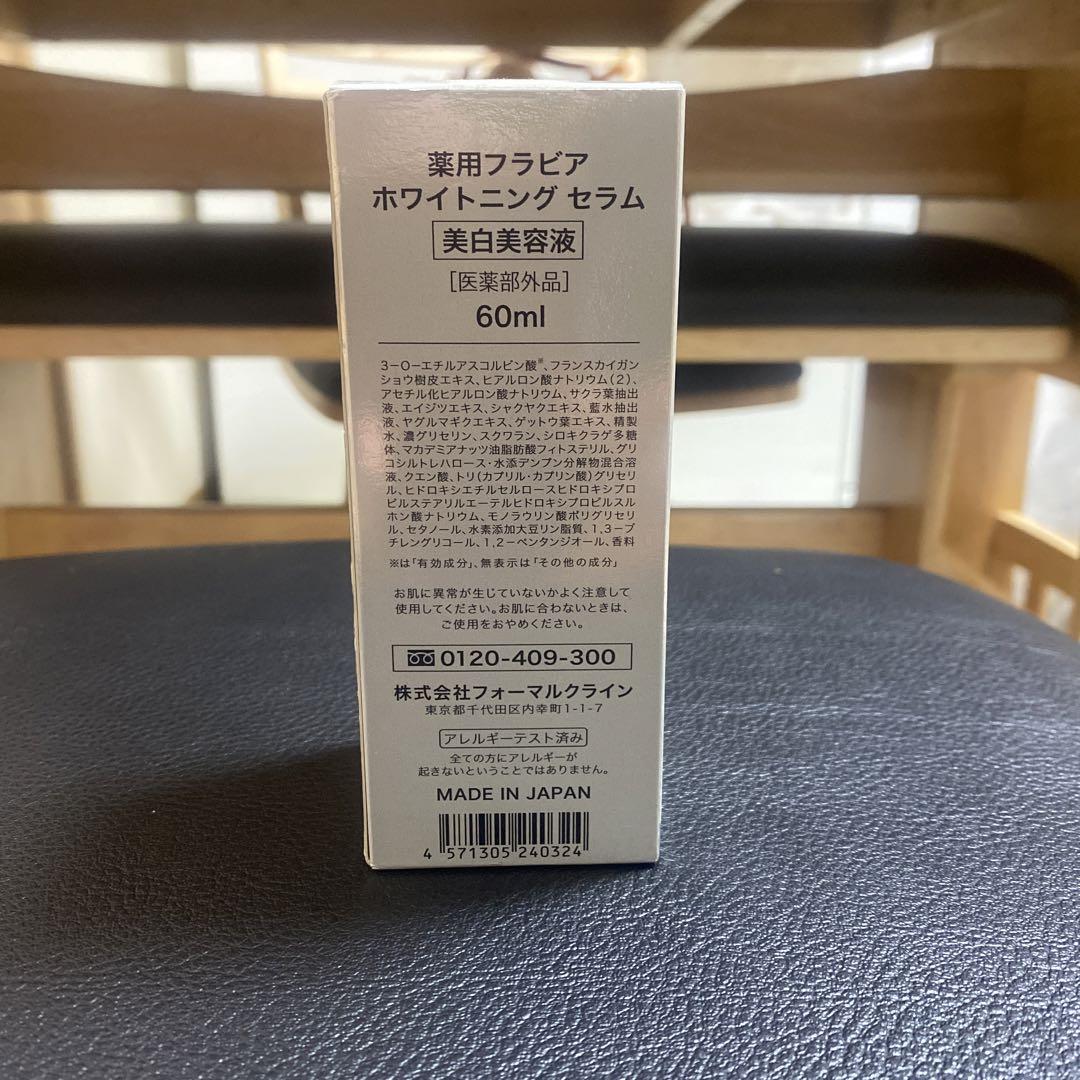 薬用フラビア
ホワイトニング セラム
美白美容液
［医薬部外品］
60ml
3-O-エチルアスコルビン酸※、フランスカイガン
ショウ樹皮エキス、ヒアルロン酸ナトリウム(2)、
アセチル化ヒアルロン酸ナトリウム、サクラ葉抽出
液、エイジツエキス、シャクヤクエキス、藍水抽出
液、ヤグルマギクエキス、ゲットウ葉エキス、精製
水、濃グリセリン、スクワラン、シロキクラゲ多糖
体、マカデミアナッツ油脂肪酸フィトステリル、グリ
コシルトレハロース・水添デンプン分解物混合溶
液、クエン酸、トリ(カプリル・カプリン酸)グリセリ
ル、ヒドロキシエチルセルロースヒドロキシプロ
ピルステアリルエーテルヒドロキシプロピルスル
ホン酸ナトリウム、モノラウリン酸ポリグリセリ
ル、セタノール、水素添加大豆リン脂質、1,3-ブ
チレングリコール、1,2-ペンタンジオール、香料
※は「有効成分」、無表示は「その他の成分」
お肌に異常が生じていないかよく注意して
使用してください。お肌に合わないときは、
ご使用をおやめください。
0120-409-300
株式会社フォーマルクライン
東京都千代田区内幸町1-1-7
アレルギーテスト済み
全ての方にアレルギーが
起きないということではありません。
MADE IN JAPAN
4 571305 240324